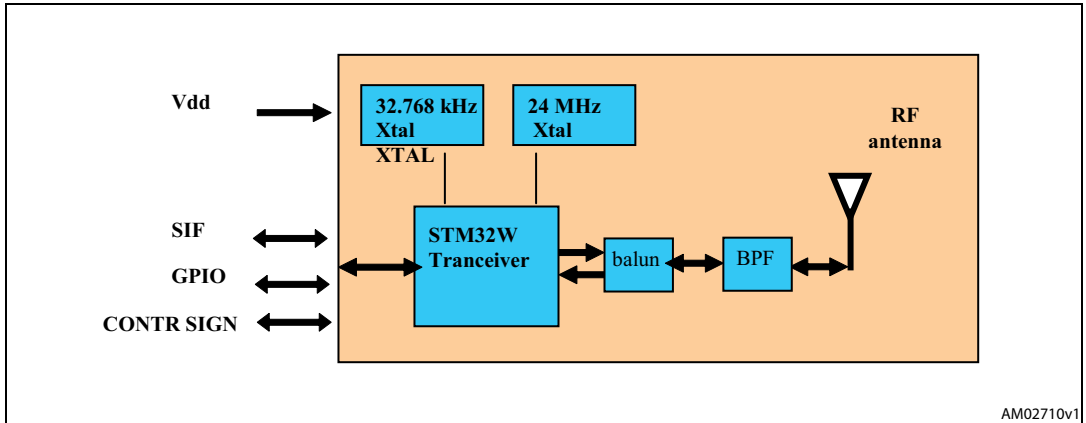 Vdd
32.768 kHz
Xtal
XTAL
24 MHz
Xtal
RF
antenna
SIF
GPIO
CONTR SIGN
STM32W
Tranceiver
balun
BPF
AM02710v1